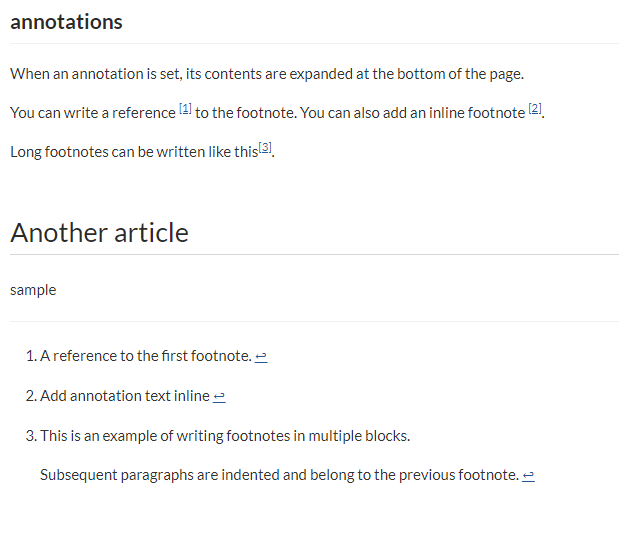 annotations
When an annotation is set, its contents are expanded at the bottom of the page.
You can write a reference [1] to the footnote. You can also add an inline footnote [2].
Long footnotes can be written like this[3].
Another article
sample
1. A reference to the first footnote. ↩
2. Add annotation text inline ↩
3. This is an example of writing footnotes in multiple blocks.
Subsequent paragraphs are indented and belong to the previous footnote. ↩